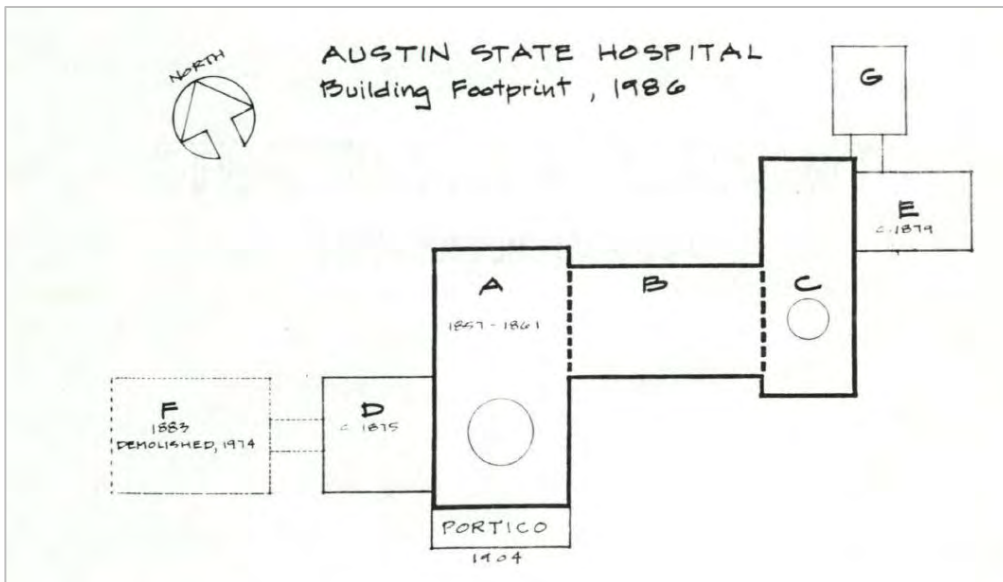 NORTH
AUSTIN STATE HOSPITAL
Building Footprint, 1986
G
E
c. 1879
A
1857 - 1861
B
C
F
1883
DEMOLISHED, 1974
D
c. 1875
PORTICO
1904